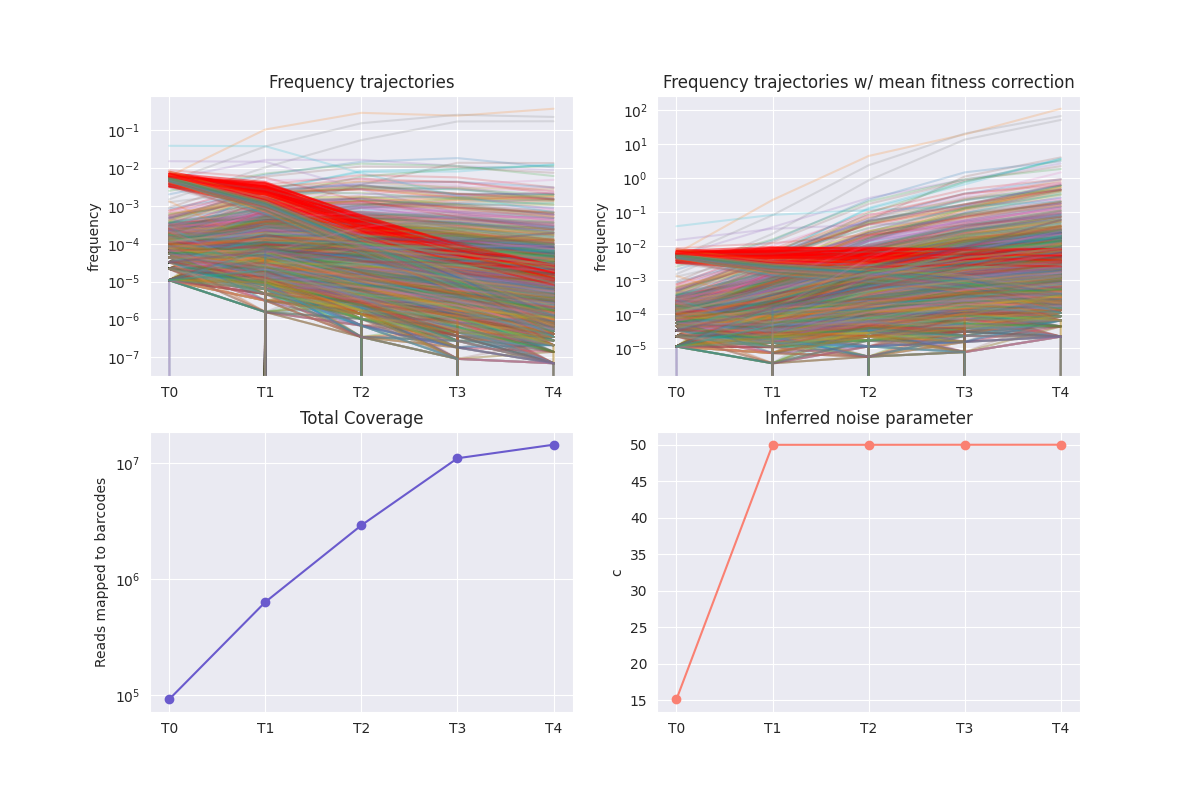 Frequency trajectories
frequency
10⁻¹
10⁻²
10⁻³
10⁻⁴
10⁻⁵
10⁻⁶
10⁻⁷
T0 T1 T2 T3 T4
Frequency trajectories w/ mean fitness correction
frequency
10²
10¹
10⁰
10⁻¹
10⁻²
10⁻³
10⁻⁴
10⁻⁵
T0 T1 T2 T3 T4
Total Coverage
Reads mapped to barcodes
10⁷
10⁶
10⁵
T0 T1 T2 T3 T4
Inferred noise parameter
c
50
45
40
35
30
25
20
15
T0 T1 T2 T3 T4